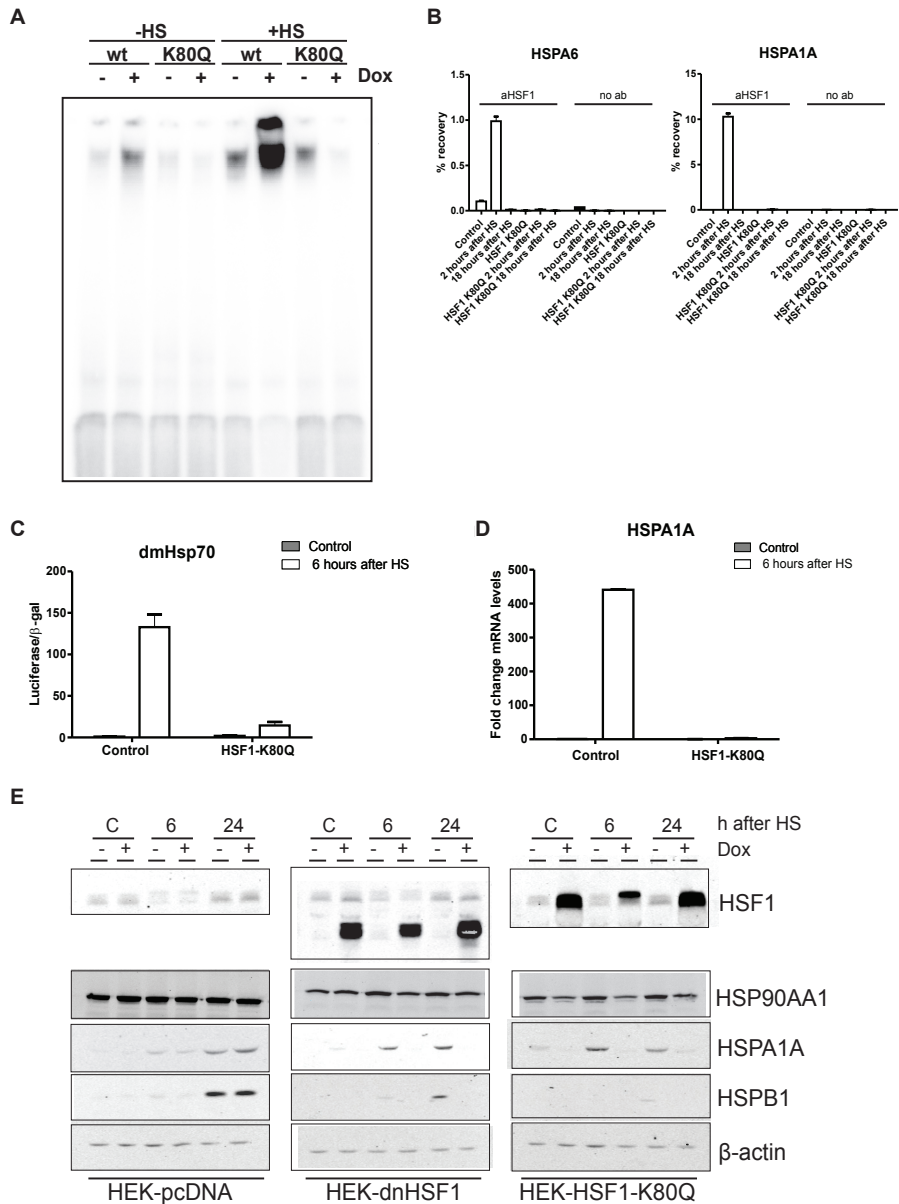 A
-HS +HS
wt K80Q wt K80Q
- + - + - + - + Dox
B
HSPA6
aHSF1 no ab
% recovery
1.5
1.0
0.5
0.0
Control
2 hours after HS
18 hours after HS
HSF1 K80Q
HSF1 K80Q 2 hours after HS
HSF1 K80Q 18 hours after HS
Control
2 hours after HS
18 hours after HS
HSF1 K80Q
HSF1 K80Q 2 hours after HS
HSF1 K80Q 18 hours after HS
HSPA1A
aHSF1 no ab
% recovery
15
10
5
0
Control
2 hours after HS
18 hours after HS
HSF1 K80Q
HSF1 K80Q 2 hours after HS
HSF1 K80Q 18 hours after HS
Control
2 hours after HS
18 hours after HS
HSF1 K80Q
HSF1 K80Q 2 hours after HS
HSF1 K80Q 18 hours after HS
C
dmHsp70
Control
6 hours after HS
Luciferase/β-gal
200
150
100
50
0
Control HSF1-K80Q
D
HSPA1A
Control
6 hours after HS
Fold change mRNA levels
500
400
300
200
100
0
Control HSF1-K80Q
E
C 6 24 C 6 24 C 6 24 h after HS
- + - + - + - + - + - + - + - + - + Dox
HSF1
HSP90AA1
HSPA1A
HSPB1
β-actin
HEK-pcDNA HEK-dnHSF1 HEK-HSF1-K80Q